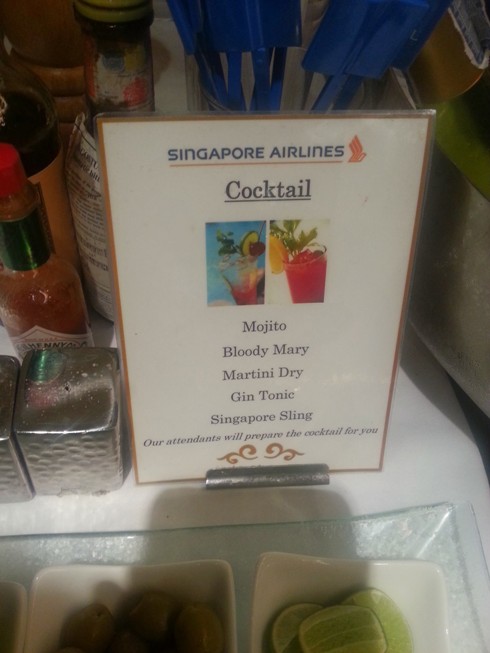 SINGAPORE AIRLINES
Cocktail
Mojito
Bloody Mary
Martini Dry
Gin Tonic
Singapore Sling
Our attendants will prepare the cocktail for you